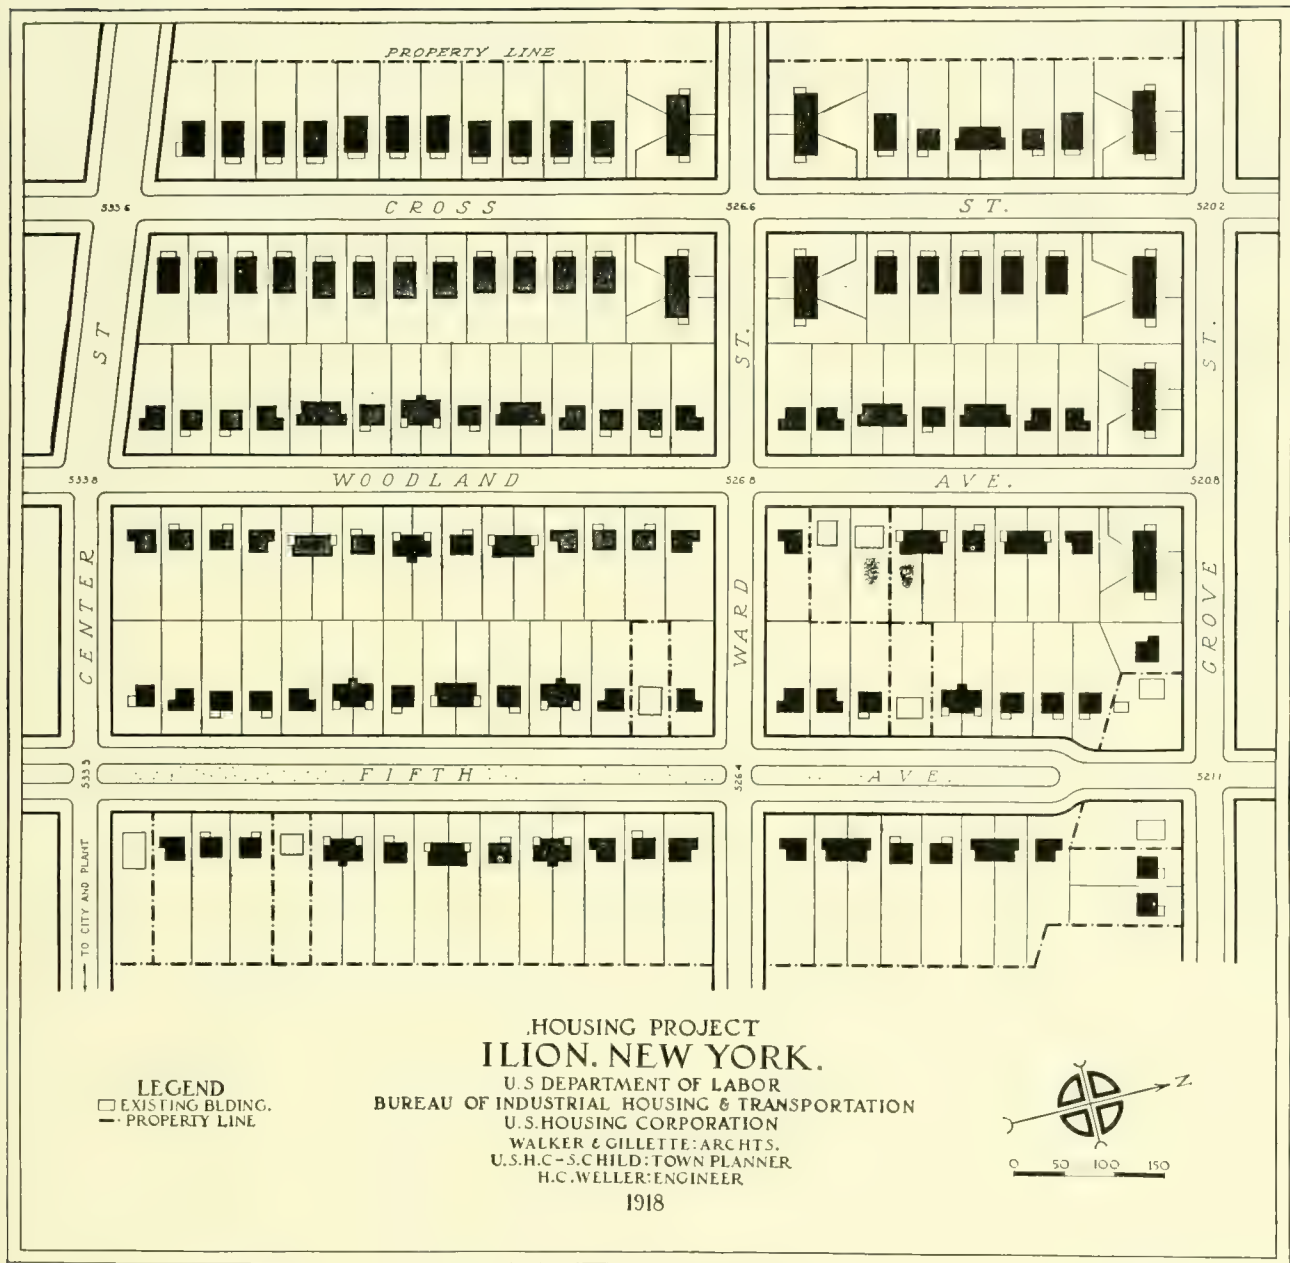 PROPERTY LINE
533.6 CROSS 526.6 ST. 520.2
ST
ST.
ST.
533.8 WOODLAND 526.8 AVE. 520.8
CENTER
WARD
GROVE
533.3 FIFTH 526.4 AVE. 521.1
TO CITY AND PLANT
HOUSING PROJECT
ILION. NEW YORK.
U.S DEPARTMENT OF LABOR
BUREAU OF INDUSTRIAL HOUSING & TRANSPORTATION
U.S. HOUSING CORPORATION
WALKER & GILLETTE: ARCHTS.
U.S.H.C-S.CHILD: TOWN PLANNER
H.C. WELLER: ENGINEER
1918
LEGEND
EXISTING BLDING.
PROPERTY LINE
N
0 50 100 150